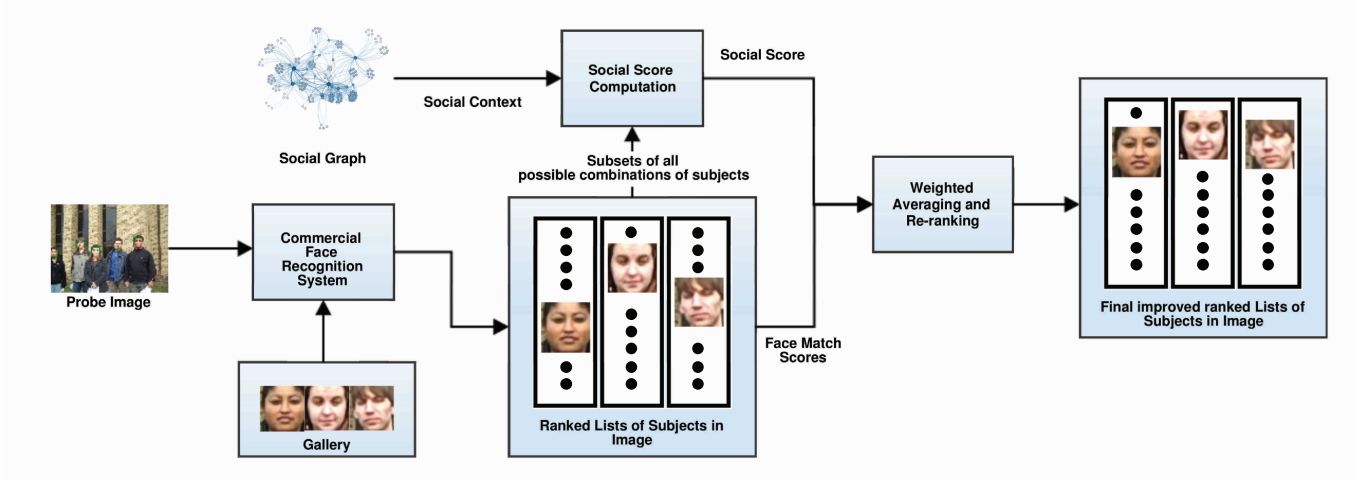 Social Graph
Social Context
Social Score
Computation
Social Score
Subsets of all
possible combinations of subjects
Probe Image
Commercial
Face
Recognition
System
Gallery
Ranked Lists of Subjects in
Image
Face Match
Scores
Weighted
Averaging and
Re-ranking
Final improved ranked Lists of
Subjects in Image